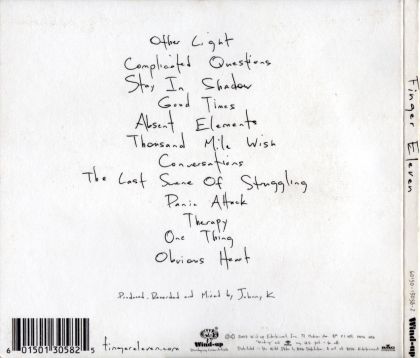 Other Light
Complicated Questions
Stay In Shadow
Good Times
Absent Elements
Thousand Mile Wish
Conversations
The Last Scene Of Struggling
Panic Attack
Therapy
One Thing
Obvious Heart
Produced, Recorded and Mixed by Johnny K
6 01501 30582 5
fingereleven.com
Wind-up
BMG
Finger Eleven
60150-13058-2
Wind-up